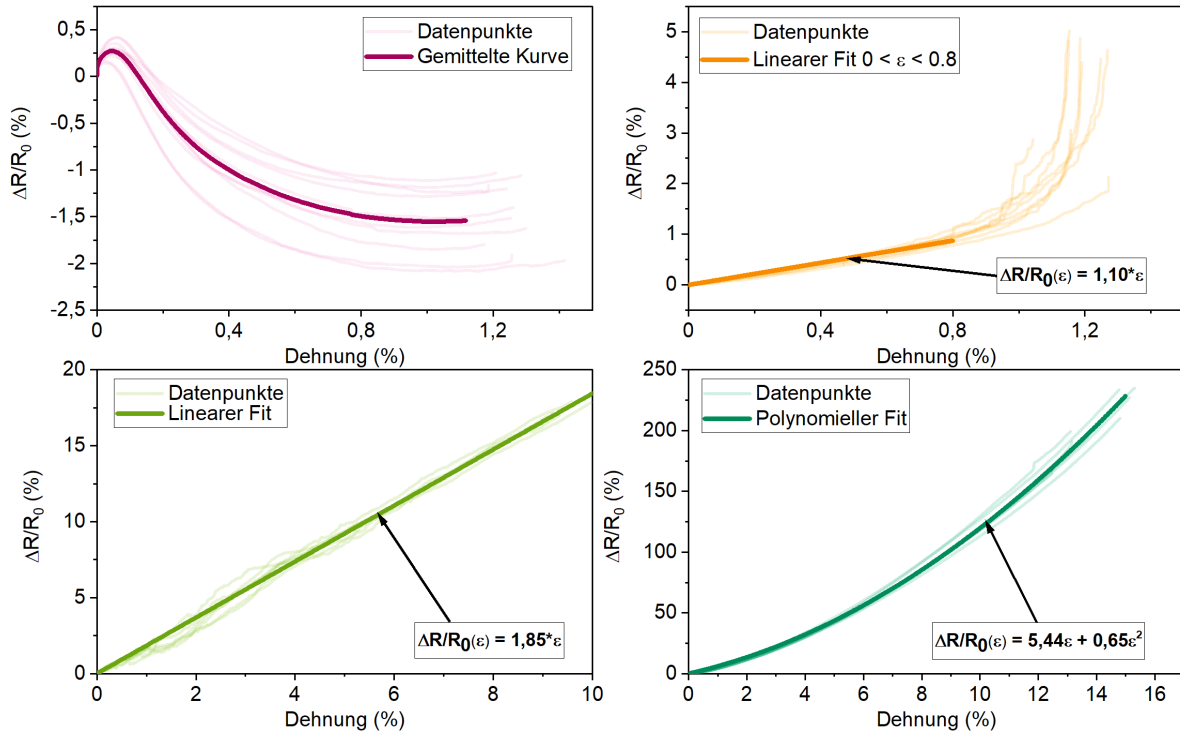 Datenpunkte
Gemittelte Kurve
0,5
0
-0,5
-1
-1,5
-2
-2,5
ΔR/R0 (%)
0
0,4
0,8
1,2
Dehnung (%)
Datenpunkte
Linearer Fit 0 < ε < 0.8
5
4
3
2
1
0
ΔR/R0 (%)
ΔR/R0(ε) = 1,10*ε
0,0
0,4
0,8
1,2
Dehnung (%)
Datenpunkte
Linearer Fit
20
15
10
5
0
ΔR/R0 (%)
ΔR/R0(ε) = 1,85*ε
0
2
4
6
8
10
Dehnung (%)
Datenpunkte
Polynomieller Fit
250
200
150
100
50
0
ΔR/R0 (%)
ΔR/R0(ε) = 5,44ε + 0,65ε²
0
2
4
6
8
10
12
14
16
Dehnung (%)